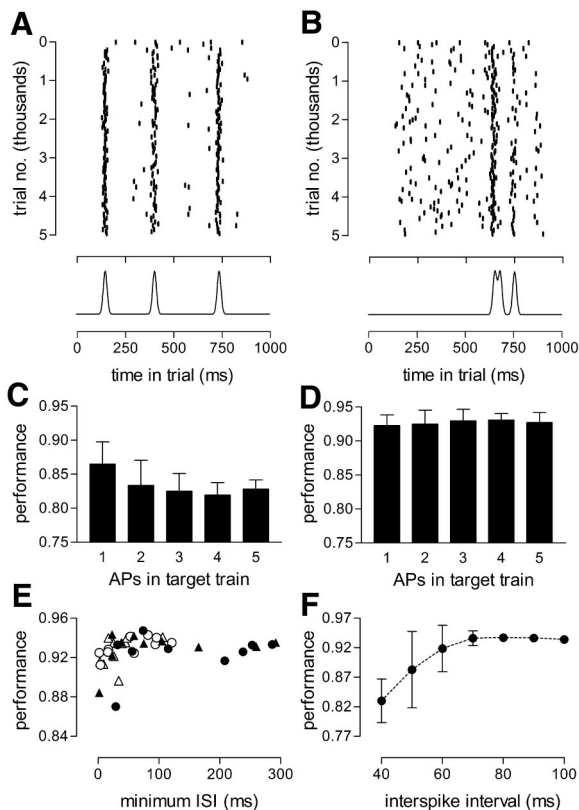 A
B
0
1
2
3
4
5
trial no. (thousands)
0
1
2
3
4
5
trial no. (thousands)
0 250 500 750 1000
time in trial (ms)
0 250 500 750 1000
time in trial (ms)
C
D
0.95
0.90
0.85
0.80
0.75
performance
1 2 3 4 5
APs in target train
0.95
0.90
0.85
0.80
0.75
performance
1 2 3 4 5
APs in target train
E
F
0.96
0.92
0.88
0.84
performance
0 100 200 300
minimum ISI (ms)
0.97
0.92
0.87
0.82
0.77
performance
40 60 80 100
interspike interval (ms)